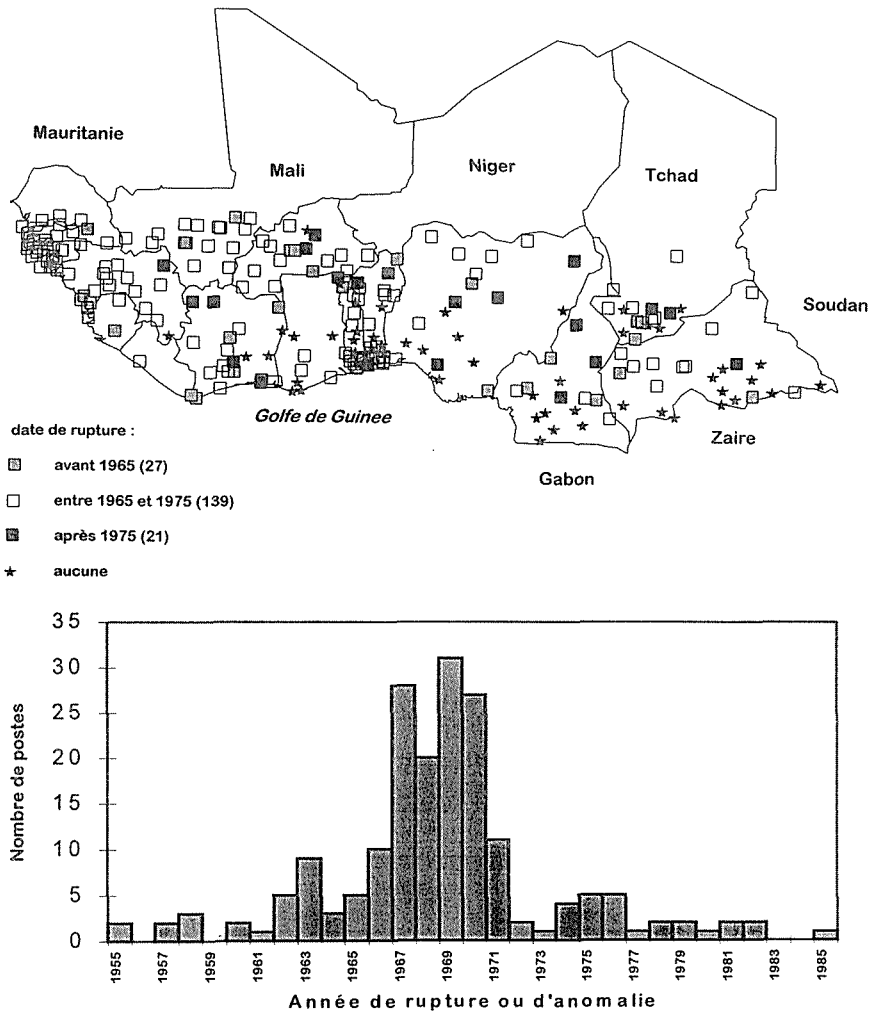 Mauritanie
Mali
Niger
Tchad
Soudan
Golfe de Guinee
Zaire
Gabon
date de rupture :
avant 1965 (27)
entre 1965 et 1975 (139)
après 1975 (21)
aucune
35
30
25
20
15
10
5
0
Nombre de postes
1955
1957
1959
1961
1963
1965
1967
1969
1971
1973
1975
1977
1979
1981
1983
1985
Année de rupture ou d'anomalie